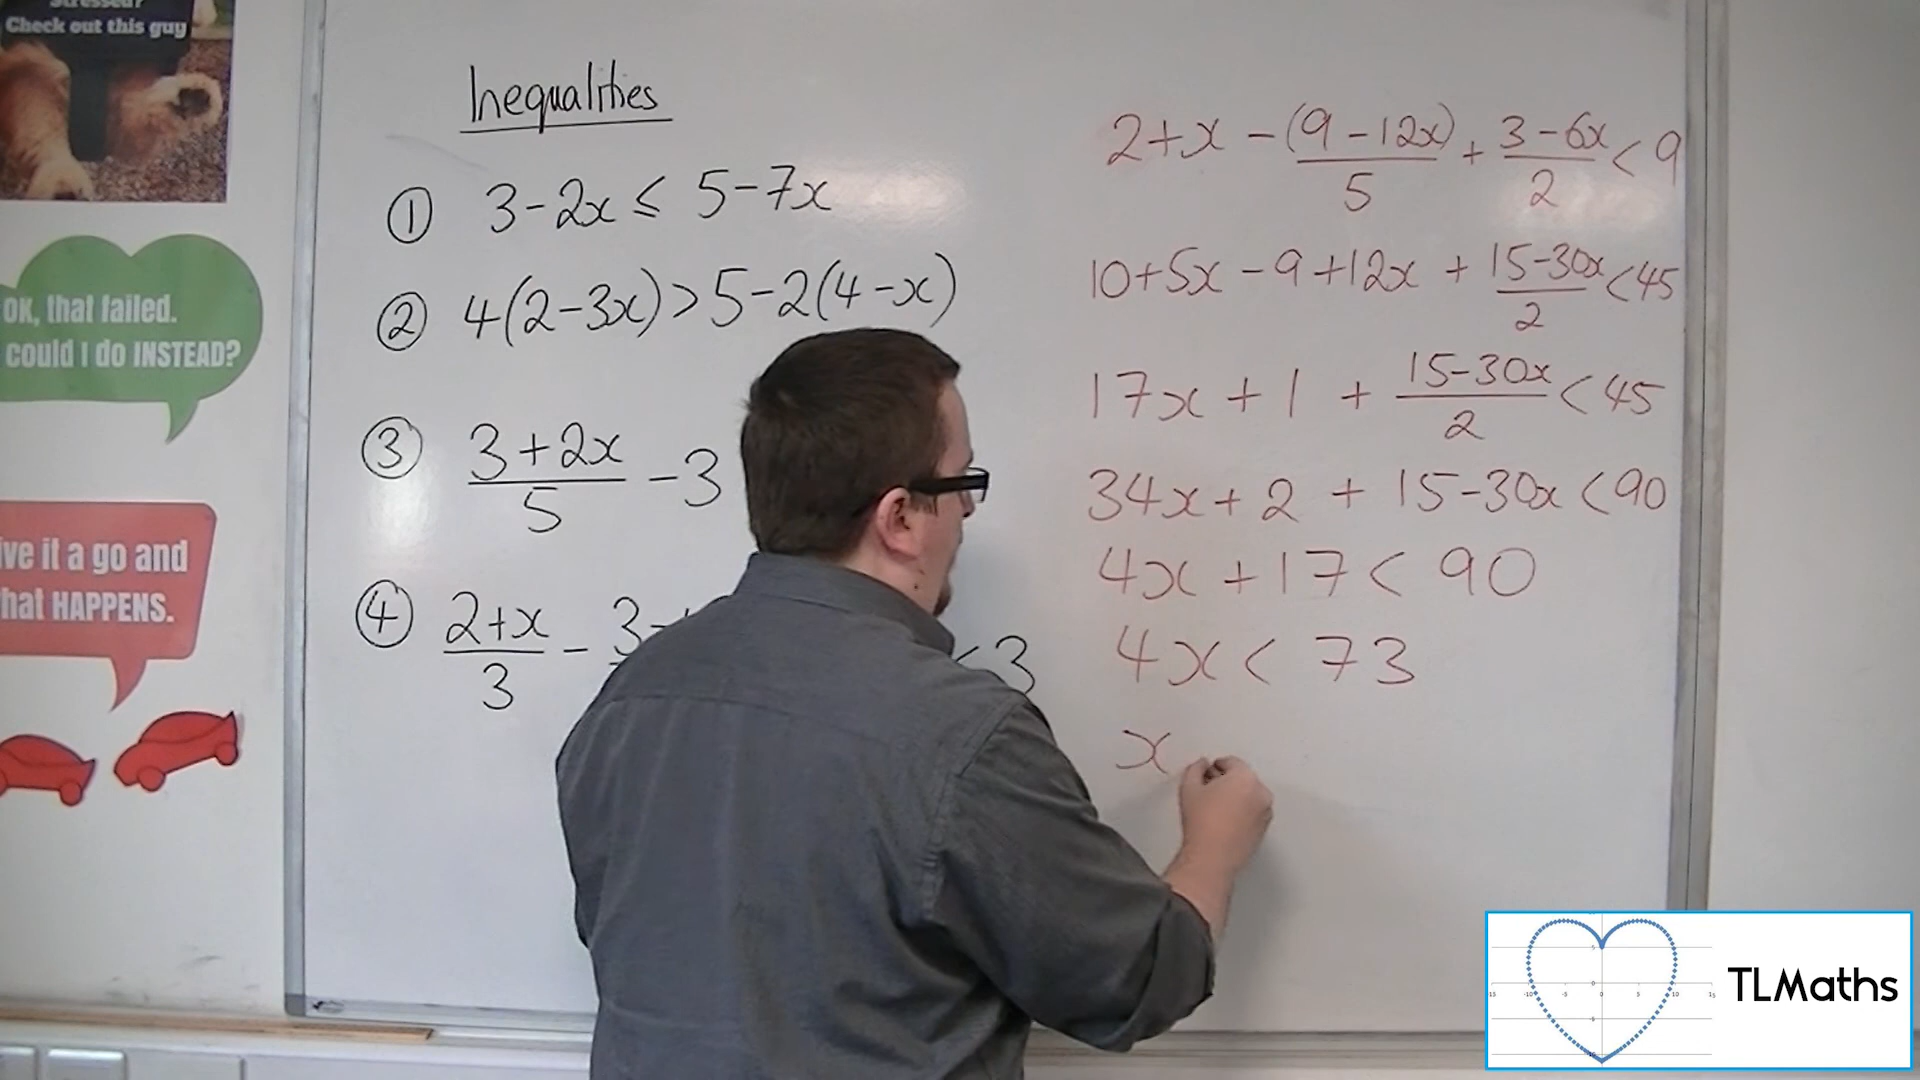 Check out this guy
OK, that failed.
could I do INSTEAD?
ive it a go and
hat HAPPENS.
Inequalities
① 3-2x ≤ 5-7x
② 4(2-3x) > 5-2(4-x)
③ (3+2x)/5 - 3
④ (2+x)/3 - 3- < 3
2+x - (9-12x)/5 + (3-6x)/2 < 9
10+5x-9+12x + (15-30x)/2 < 45
17x+1 + (15-30x)/2 < 45
34x+2 + 15-30x < 90
4x+17 < 90
4x < 73
x
TLMaths